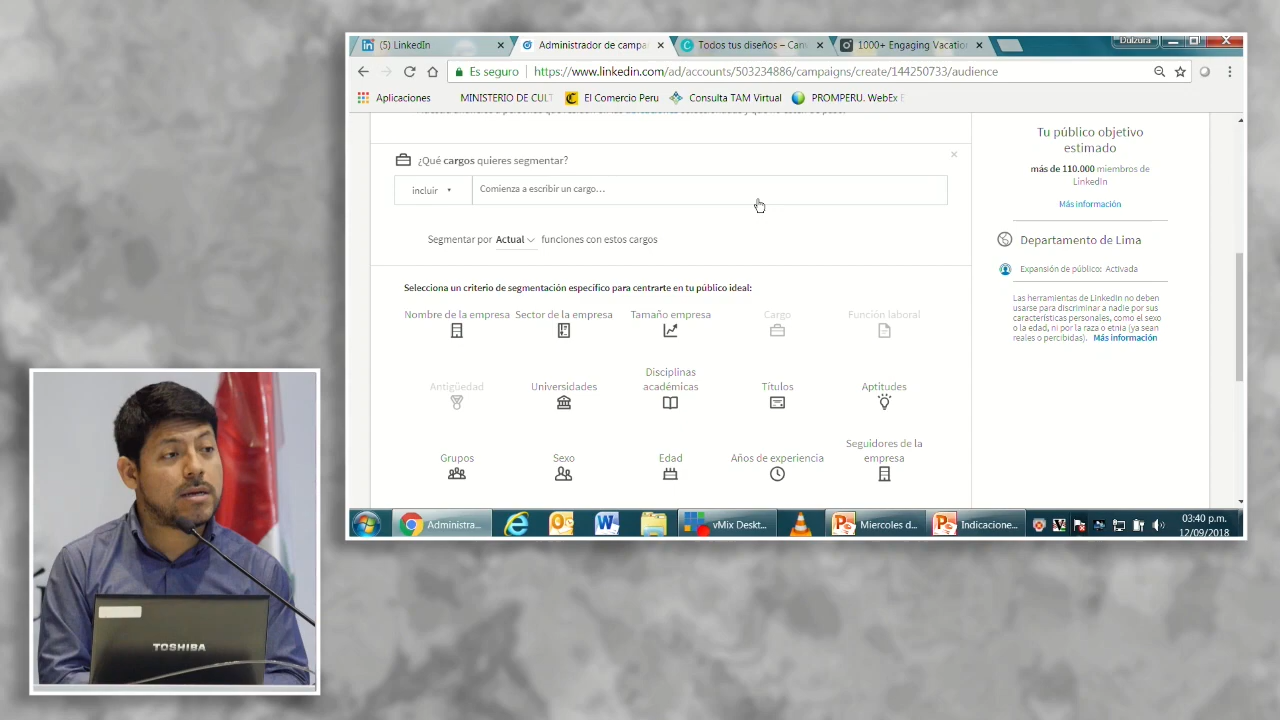 (5) LinkedIn
Administrador de campa
Todos tus diseños – Can
1000+ Engaging Vacation
Dulzura
Es seguro
https://www.linkedin.com/ad/accounts/503234886/campaigns/create/144250733/audience
Aplicaciones
MINISTERIO DE CULT
El Comercio Peru
Consulta TAM Virtual
PROMPERU. WebEx E
¿Qué cargos quieres segmentar?
incluir
Comienza a escribir un cargo...
Segmentar por Actual funciones con estos cargos
Selecciona un criterio de segmentación específico para centrarte en tu público ideal:
Nombre de la empresa
Sector de la empresa
Tamaño empresa
Cargo
Función laboral
Antigüedad
Universidades
Disciplinas
académicas
Títulos
Aptitudes
Grupos
Sexo
Edad
Años de experiencia
Seguidores de la
empresa
Tu público objetivo
estimado
más de 110.000 miembros de
LinkedIn
Más información
Departamento de Lima
Expansión de público: Activada
Las herramientas de LinkedIn no deben
usarse para discriminar a nadie por sus
características personales, como el sexo
o la edad, ni por la raza o etnia (ya sean
reales o percibidas). Más información
Administra...
vMix Deskt...
Miercoles d...
Indicacione...
03:40 p.m.
12/09/2018
TOSHIBA